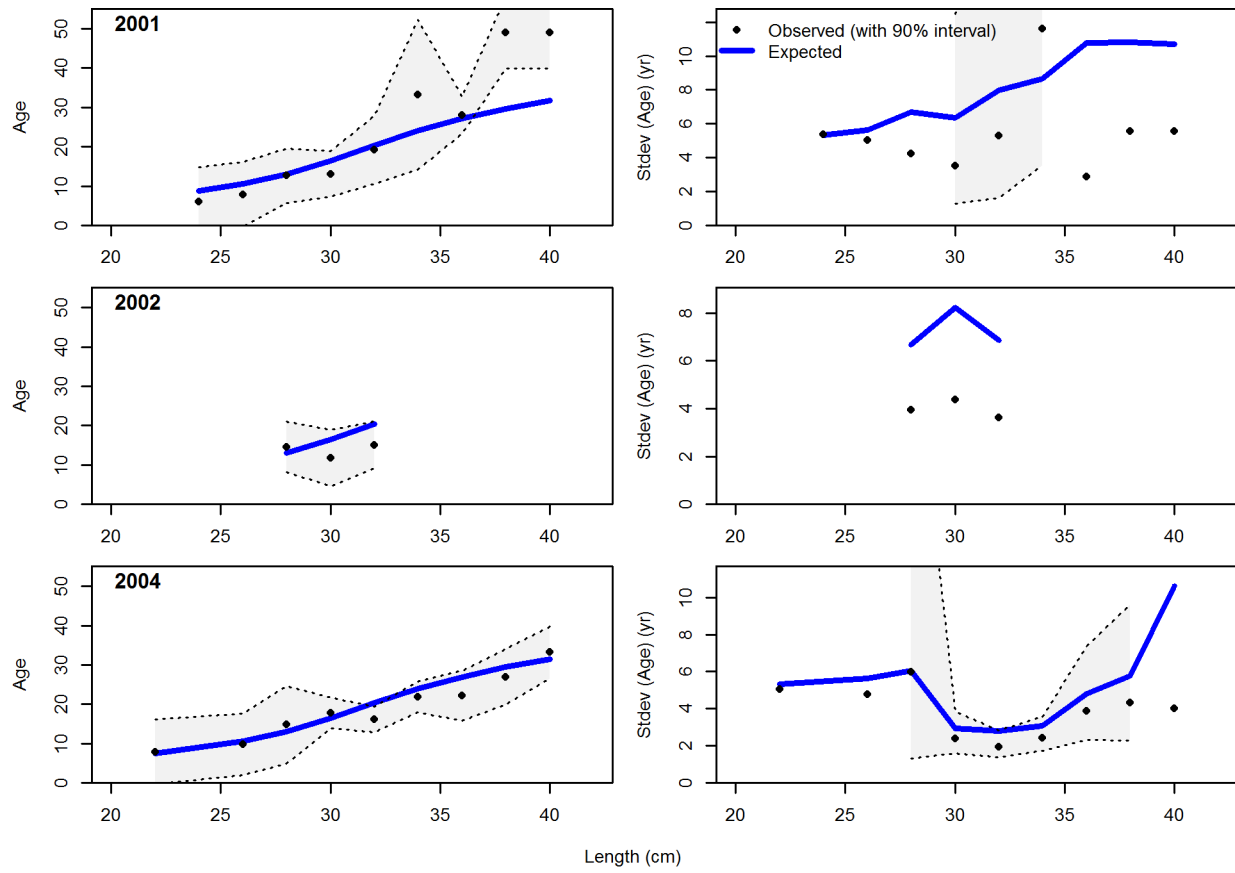 2001
Age
0 10 20 30 40 50
20 25 30 35 40
Observed (with 90% interval)
Expected
Stdev (Age) (yr)
0 2 4 6 8 10
20 25 30 35 40
2002
Age
0 10 20 30 40 50
20 25 30 35 40
Stdev (Age) (yr)
0 2 4 6 8
20 25 30 35 40
2004
Age
0 10 20 30 40 50
20 25 30 35 40
Stdev (Age) (yr)
0 2 4 6 8 10
20 25 30 35 40
Length (cm)